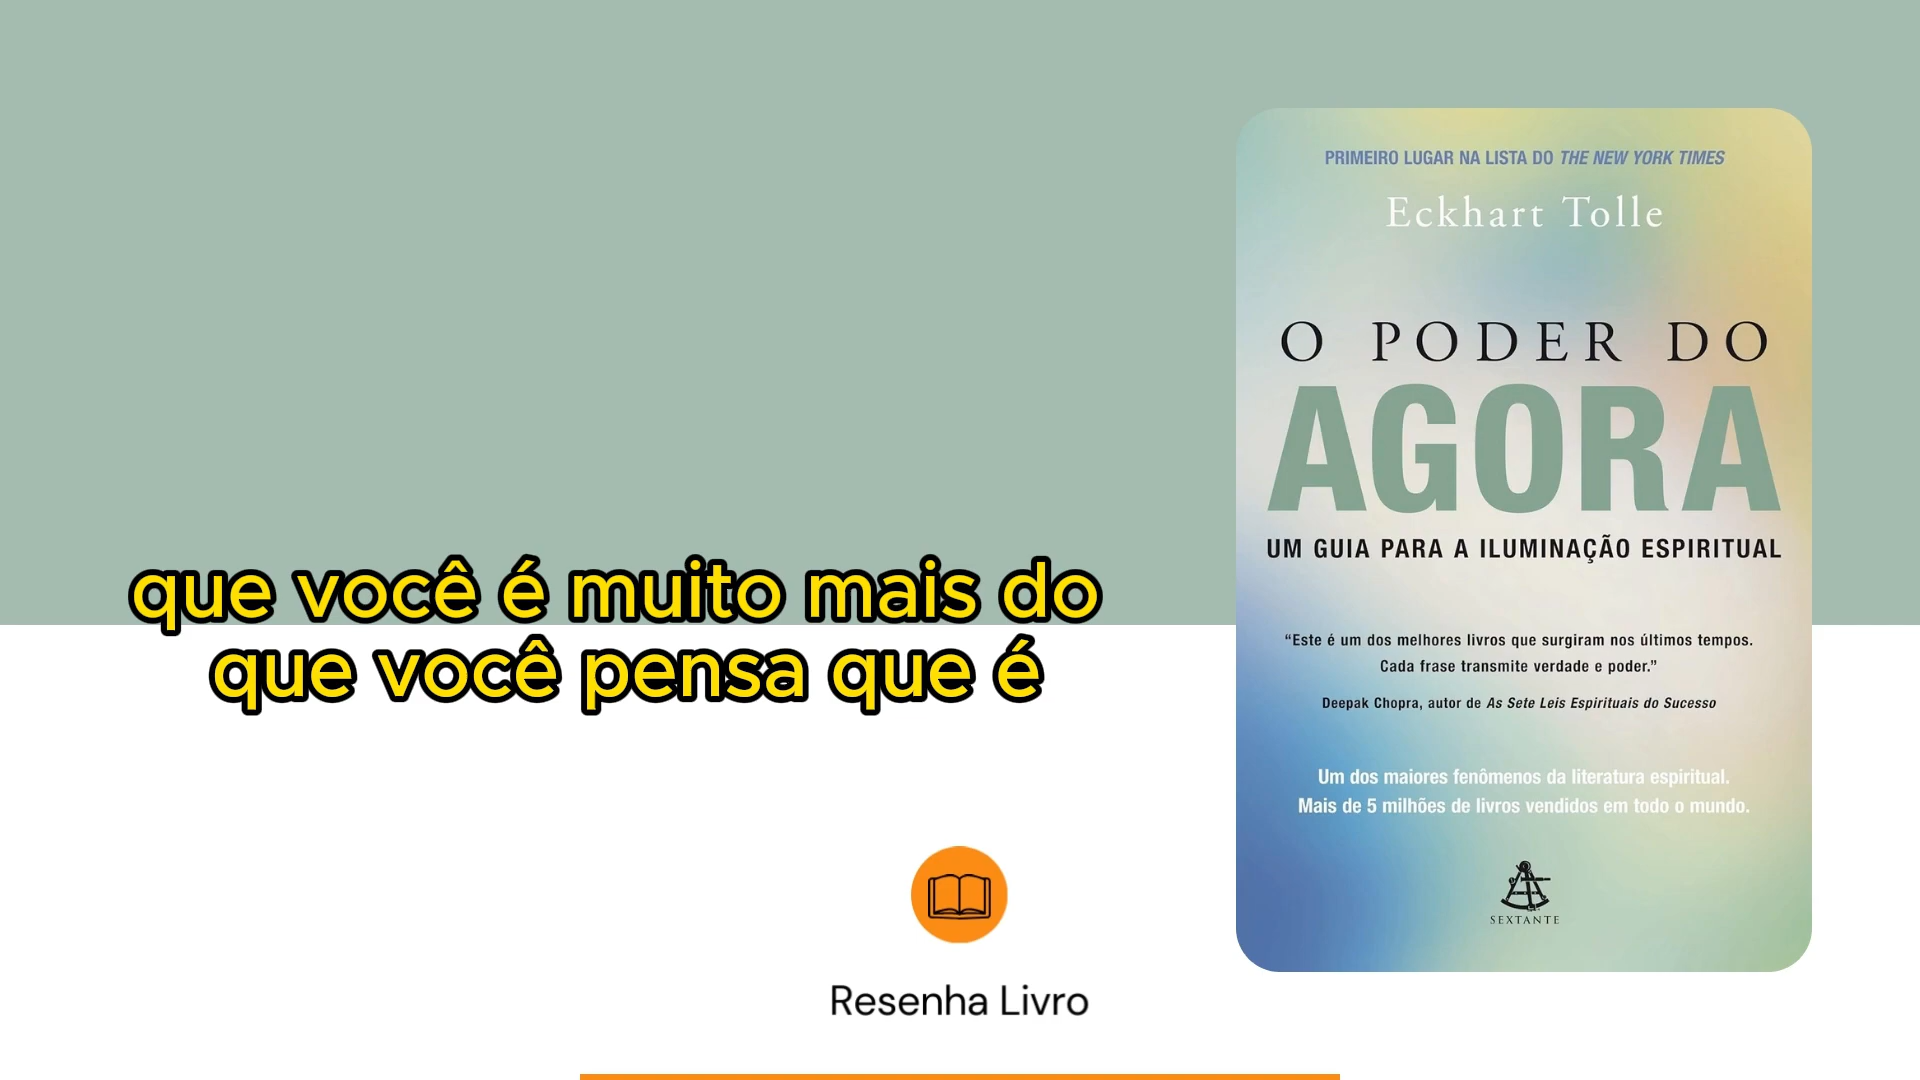 que você é muito mais do
que você pensa que é
PRIMEIRO LUGAR NA LISTA DO THE NEW YORK TIMES
Eckhart Tolle
O PODER DO
AGORA
UM GUIA PARA A ILUMINAÇÃO ESPIRITUAL
“Este é um dos melhores livros que surgiram nos últimos tempos.
Cada frase transmite verdade e poder.”
Deepak Chopra, autor de As Sete Leis Espirituais do Sucesso
Um dos maiores fenômenos da literatura espiritual.
Mais de 5 milhões de livros vendidos em todo o mundo.
SEXTANTE
Resenha Livro